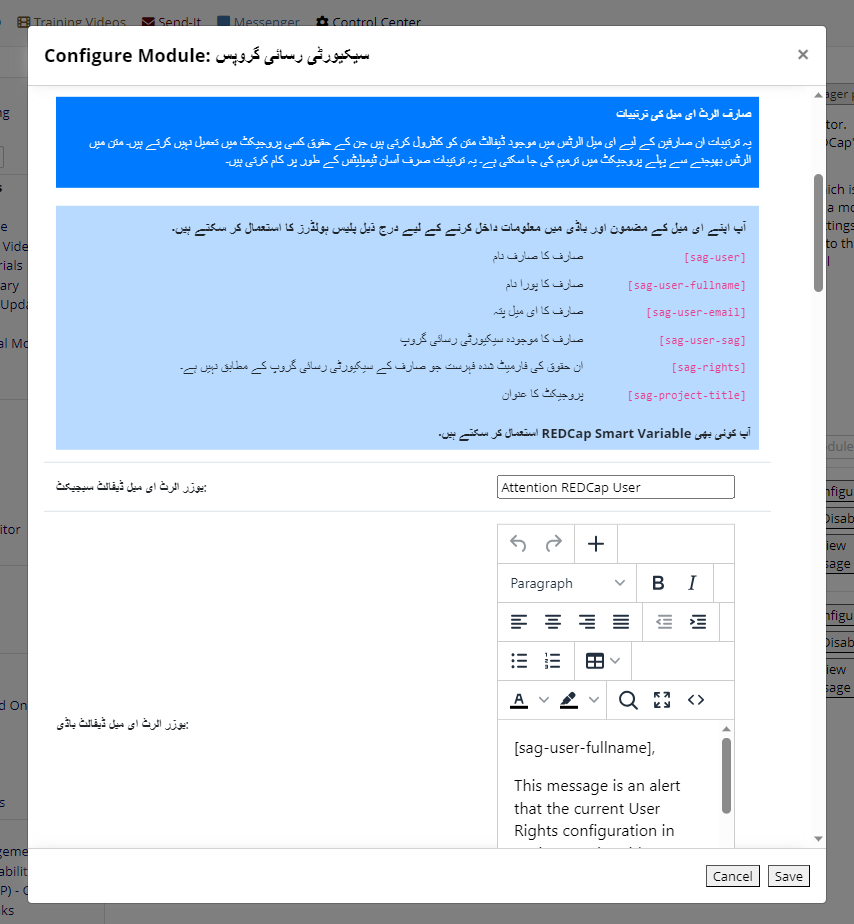 Training Videos Send-It Messenger Control Center
Configure Module: سیکیورٹی رسائی گروپس
×
صارف الرٹ ای میل کی ترتیبات
یہ ترتیبات ان صارفین کے لیے ای میل الرٹس میں موجود ڈیفالٹ متن کو کنٹرول کرتی ہیں جن کے حقوق کسی پروجیکٹ میں تعمیل نہیں کرتے ہیں۔ متن میں
الرٹس بھیجنے سے پہلے پروجیکٹ میں ترمیم کی جا سکتی ہے۔ یہ ترتیبات صرف آسان ٹیمپلیٹس کے طور پر کام کرتی ہیں۔
آپ اپنے ای میل کے مضمون اور باڈی میں معلومات داخل کرنے کے لیے درج ذیل پلیس ہولڈرز کا استعمال کر سکتے ہیں۔
[sag-user] صارف کا صارف نام
[sag-user-fullname] صارف کا پورا نام
[sag-user-email] صارف کا ای میل پتہ
[sag-user-sag] صارف کا موجودہ سیکیورٹی رسائی گروپ
[sag-rights] ان حقوق کی فارمیٹ شدہ فہرست جو صارف کے سیکیورٹی رسائی گروپ کے مطابق نہیں ہے۔
[sag-project-title] پروجیکٹ کا عنوان
آپ کوئی بھی REDCap Smart Variable استعمال کر سکتے ہیں۔
یوزر الرٹ ای میل ڈیفالٹ سبجیکٹ:
Attention REDCap User
Paragraph
B I
یوزر الرٹ ای میل ڈیفالٹ باڈی:
[sag-user-fullname],
This message is an alert
that the current User
Rights configuration in
Cancel Save